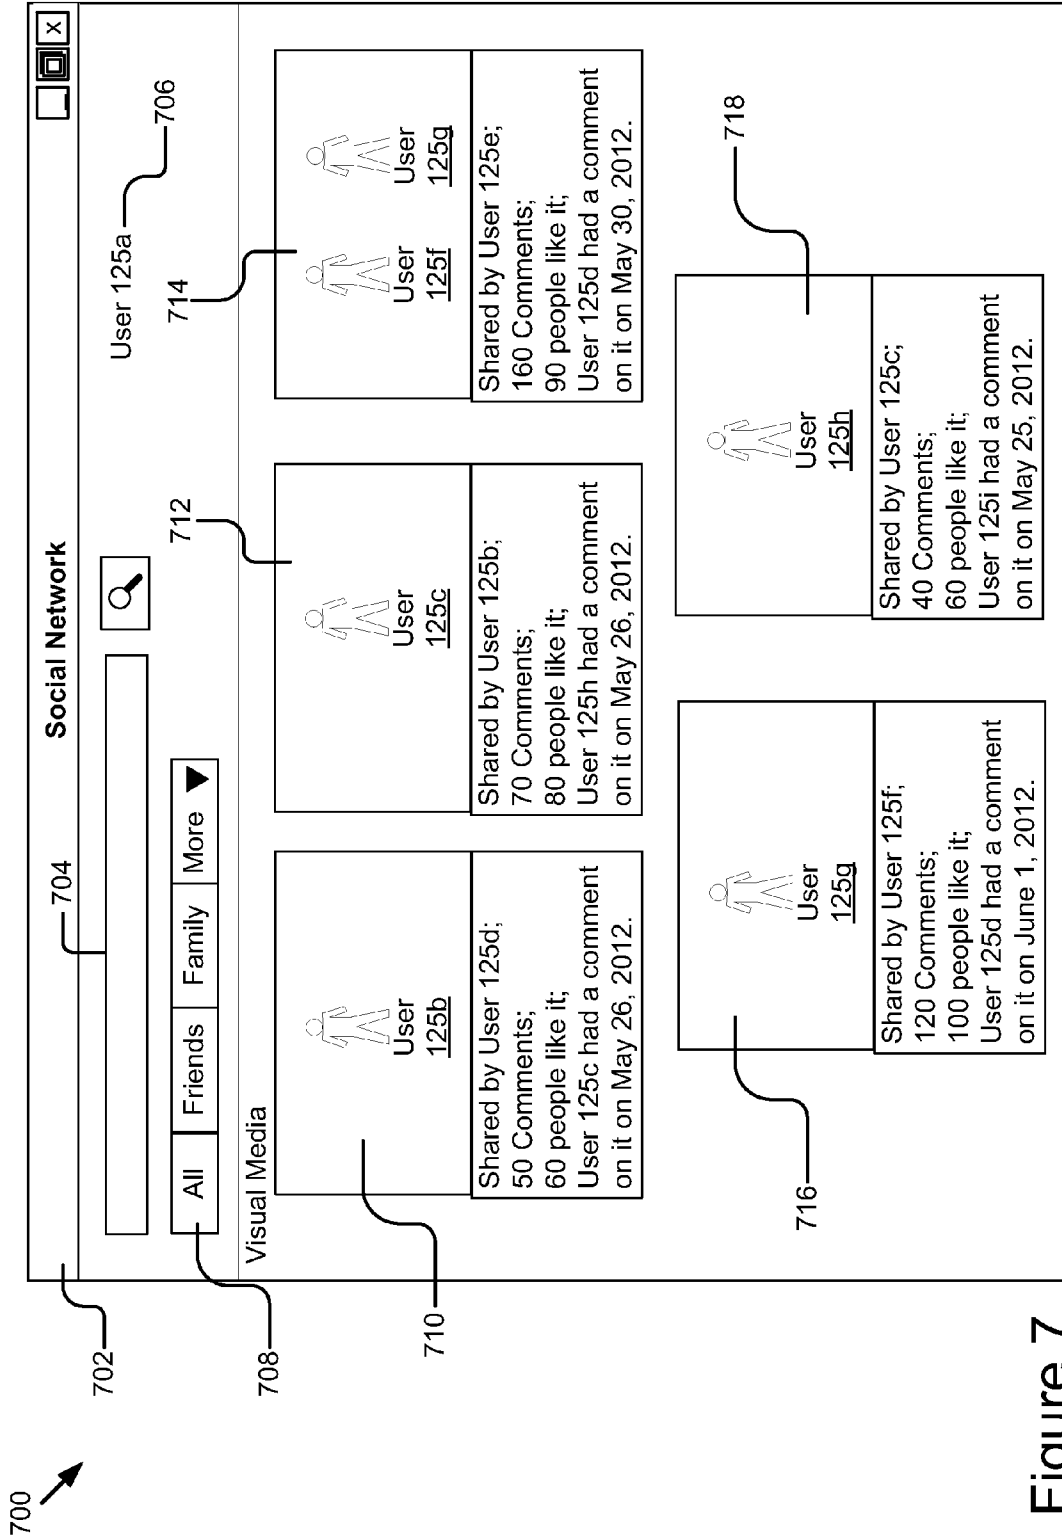 700
702
Social Network
X
704
User 125a
706
708
All
Friends
Family
More
Visual Media
710
User
125b
Shared by User 125d;
50 Comments;
60 people like it;
User 125c had a comment
on it on May 26, 2012.
712
User
125c
Shared by User 125b;
70 Comments;
80 people like it;
User 125h had a comment
on it on May 26, 2012.
714
User
125f
User
125g
Shared by User 125e;
160 Comments;
90 people like it;
User 125d had a comment
on it on May 30, 2012.
716
User
125g
Shared by User 125f;
120 Comments;
100 people like it;
User 125d had a comment
on it on June 1, 2012.
718
User
125h
Shared by User 125c;
40 Comments;
60 people like it;
User 125i had a comment
on it on May 25, 2012.
Figure 7